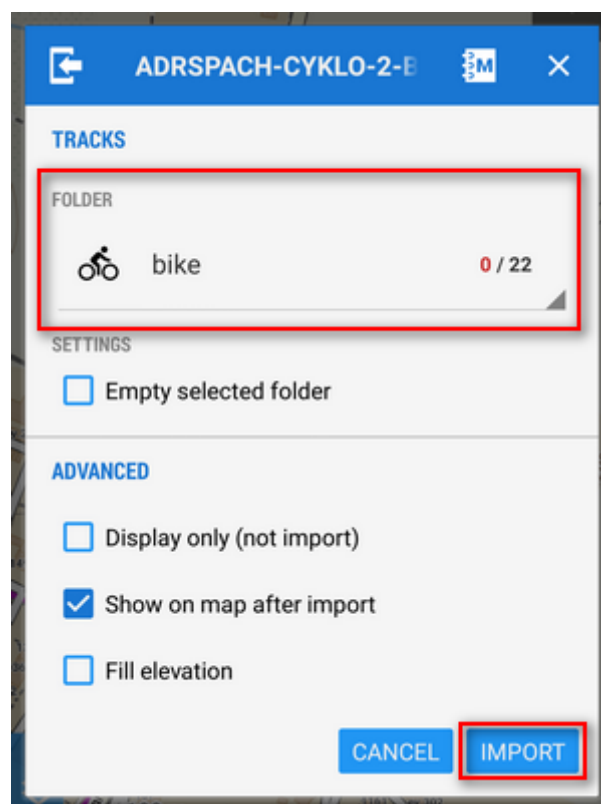 ADRSPACH-CYKLO-2-B
M
TRACKS
FOLDER
bike 0 / 22
SETTINGS
Empty selected folder
ADVANCED
Display only (not import)
Show on map after import
Fill elevation
CANCEL IMPORT